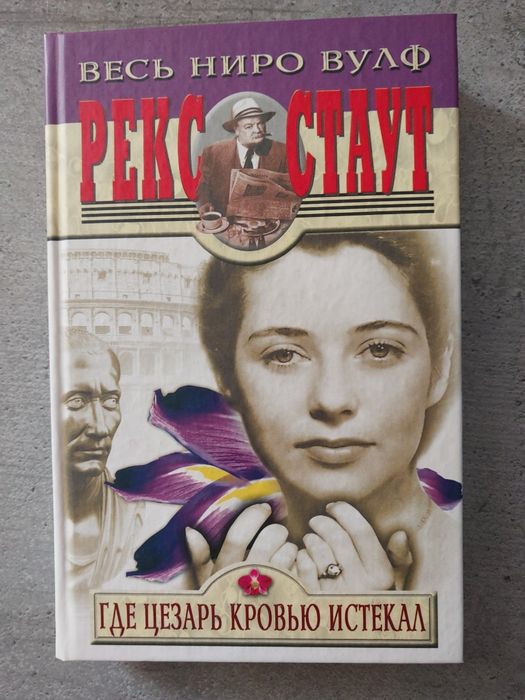 ВЕСЬ НИРО ВУЛФ
РЕКС СТАУТ
ГДЕ ЦЕЗАРЬ КРОВЬЮ ИСТЕКАЛ